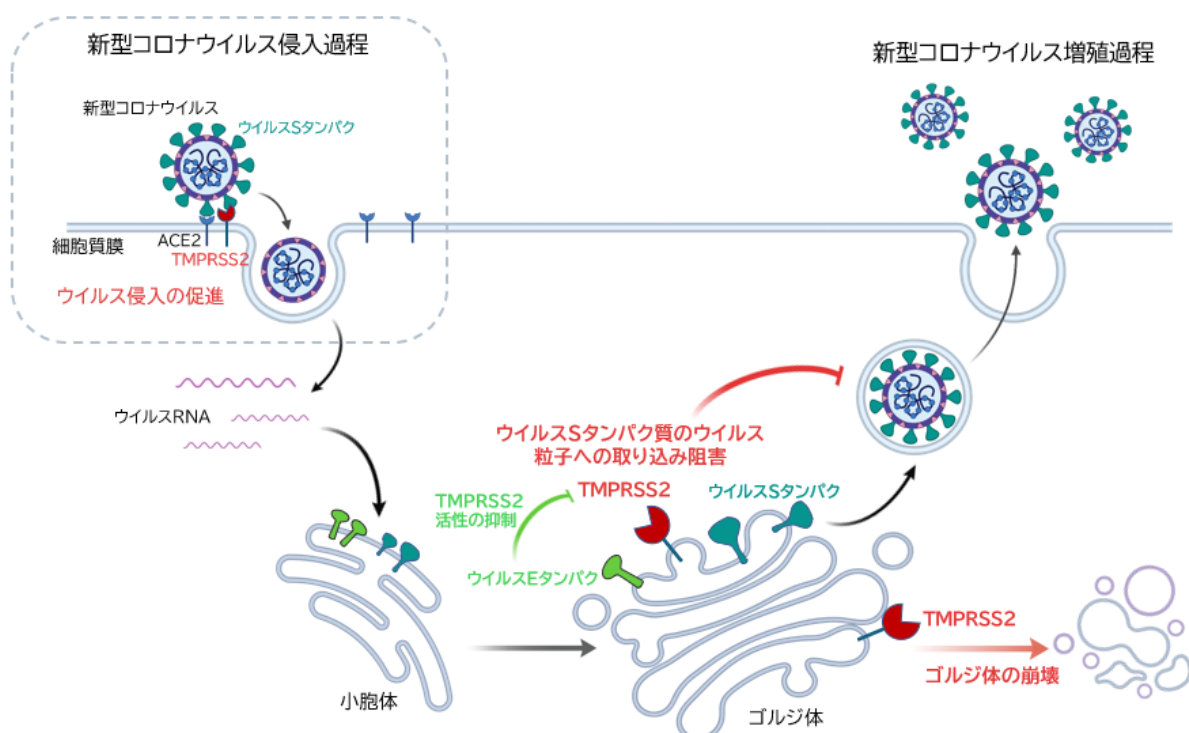 新型コロナウイルス侵入過程
新型コロナウイルス
ウイルスSタンパク
細胞質膜
ACE2
TMPRSS2
ウイルス侵入の促進
新型コロナウイルス増殖過程
ウイルスRNA
ウイルスSタンパク質のウイルス
粒子への取り込み阻害
TMPRSS2
活性の抑制
TMPRSS2
ウイルスSタンパク
ウイルスEタンパク
TMPRSS2
ゴルジ体の崩壊
小胞体
ゴルジ体